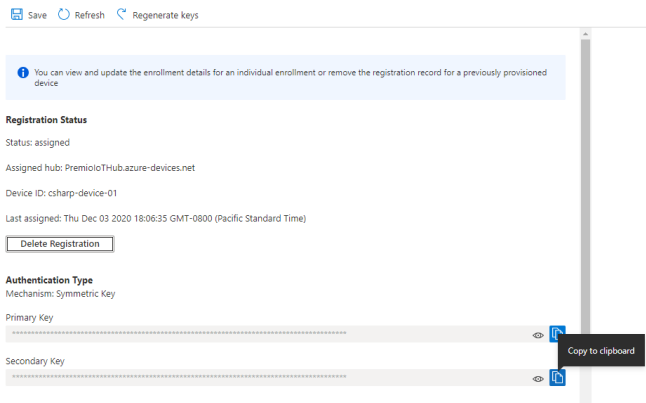 Save Refresh Regenerate keys
You can view and update the enrollment details for an individual enrollment or remove the registration record for a previously provisioned
device
Registration Status
Status: assigned
Assigned hub: PremioIoTHub.azure-devices.net
Device ID: csharp-device-01
Last assigned: Thu Dec 03 2020 18:06:35 GMT-0800 (Pacific Standard Time)
Delete Registration
Authentication Type
Mechanism: Symmetric Key
Primary Key
Copy to clipboard
Secondary Key